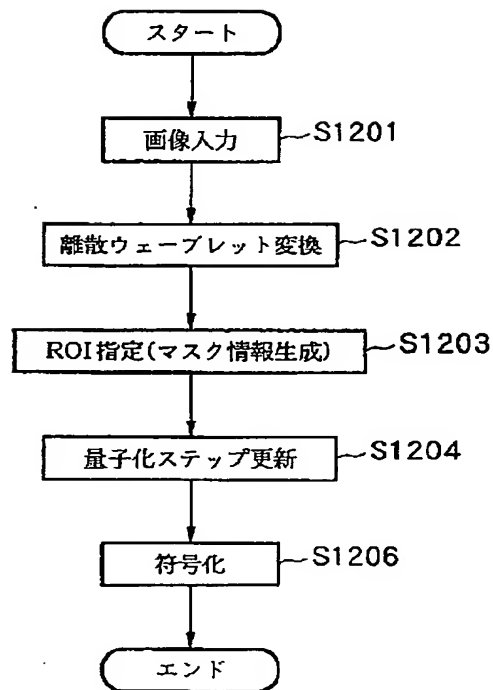 スタート
画像入力 S1201
離散ウェーブレット変換 S1202
ROI指定(マスク情報生成) S1203
量子化ステップ更新 S1204
符号化 S1206
エンド